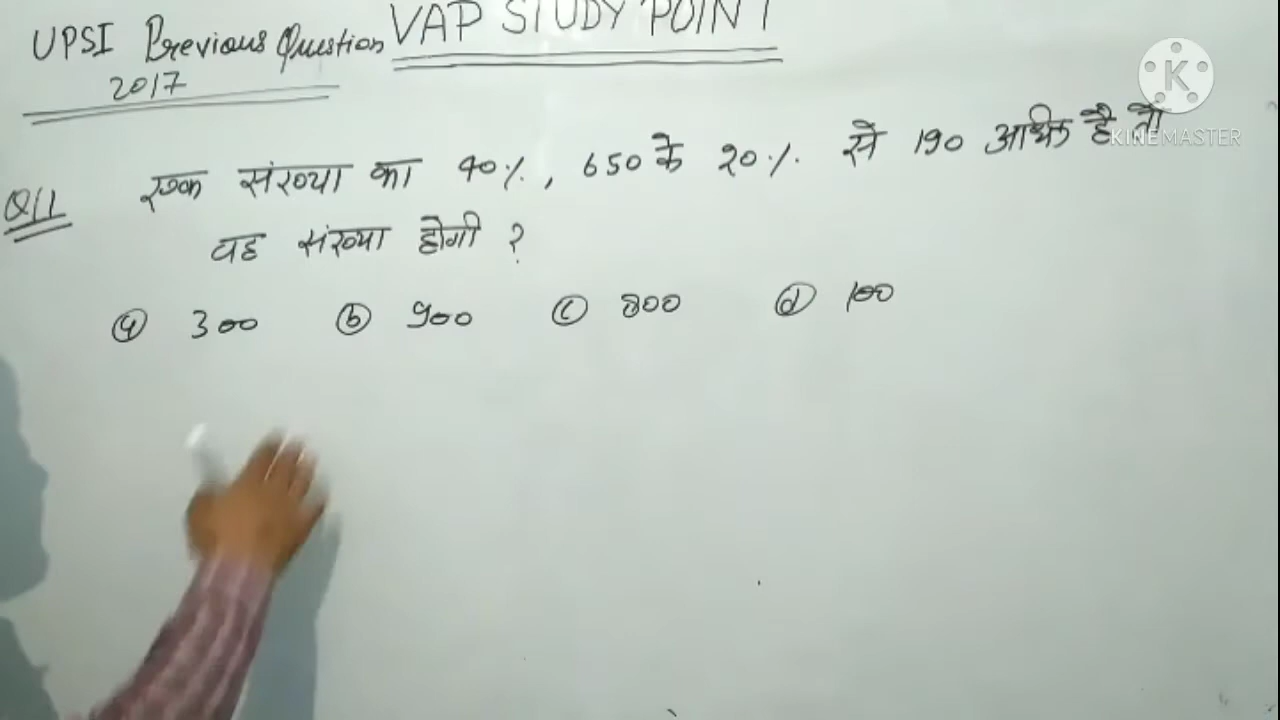 UPSI Previous Question VAP STUDY POINT
2017
K
KINEMASTER
Q11 एक संख्या का 40%, 650 के 20% से 190 अधिक है तो
वह संख्या होगी ?
(a) 300 (b) 900 (c) 800 (d) 100